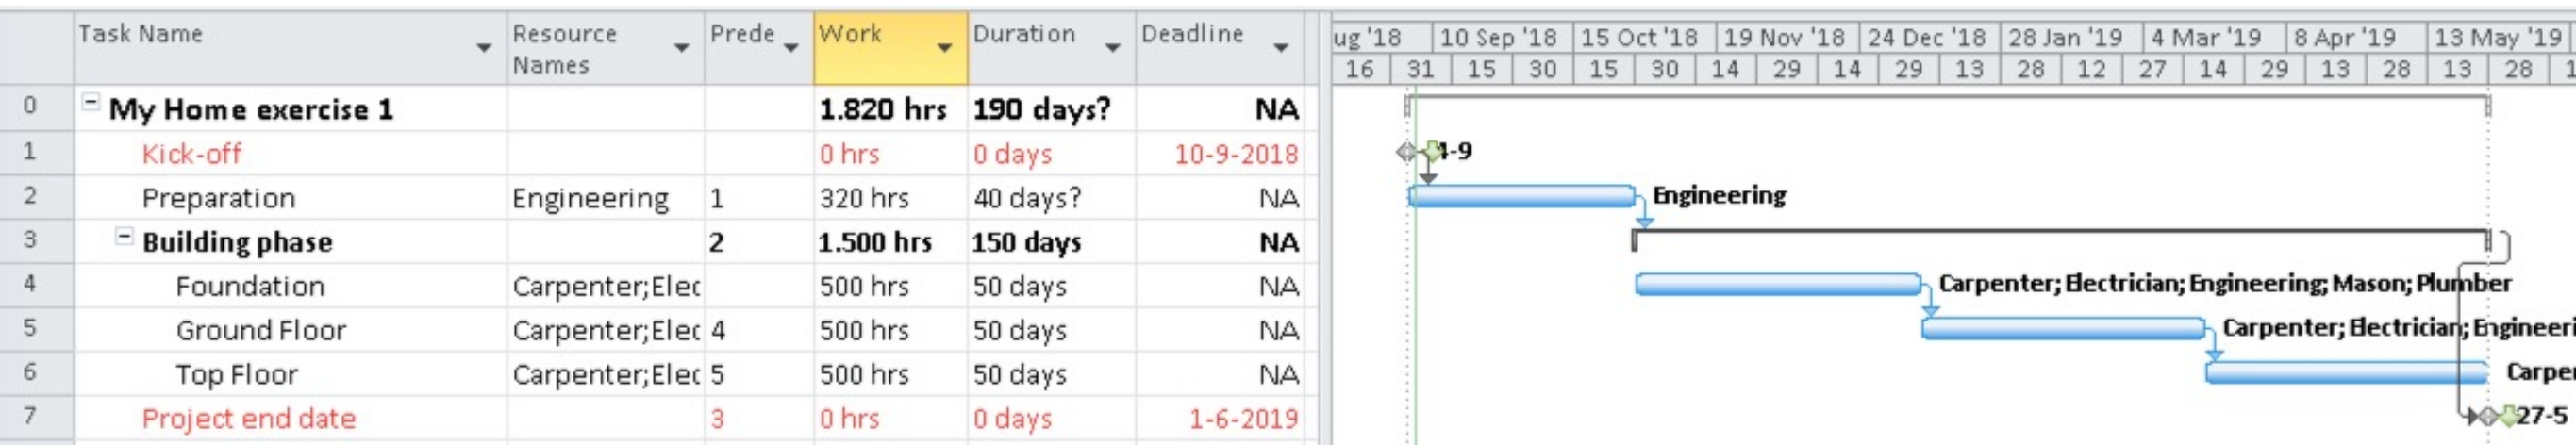 Task Name Resource Names Prede Work Duration Deadline
ug '18 10 Sep '18 15 Oct '18 19 Nov '18 24 Dec '18 28 Jan '19 4 Mar '19 8 Apr '19 13 May '19
16 31 15 30 15 30 14 29 14 29 13 28 12 27 14 29 13 28 13 28 1
0 My Home exercise 1 1.820 hrs 190 days? NA
1 Kick-off 0 hrs 0 days 10-9-2018 4-9
2 Preparation Engineering 1 320 hrs 40 days? NA Engineering
3 Building phase 2 1.500 hrs 150 days NA
4 Foundation Carpenter;Elec 500 hrs 50 days NA Carpenter; Electrician; Engineering; Mason; Plumber
5 Ground Floor Carpenter;Elec 4 500 hrs 50 days NA Carpenter; Electrician; Engineeri
6 Top Floor Carpenter;Elec 5 500 hrs 50 days NA Carpe
7 Project end date 3 0 hrs 0 days 1-6-2019 27-5